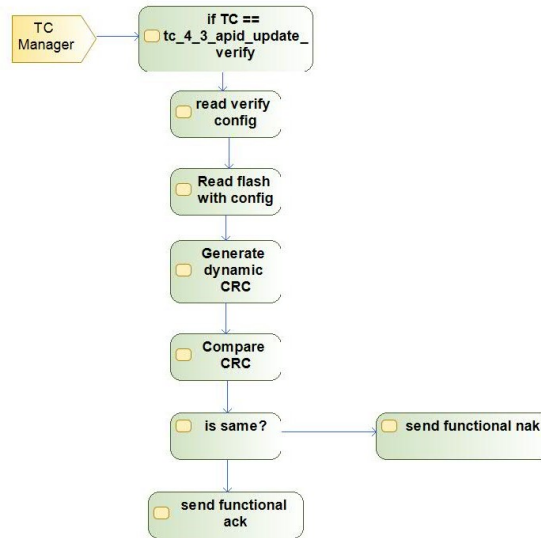 TC
Manager
if TC ==
tc_4_3_apid_update_
verify
read verify
config
Read flash
with config
Generate
dynamic
CRC
Compare
CRC
is same?
send functional nak
send functional
ack